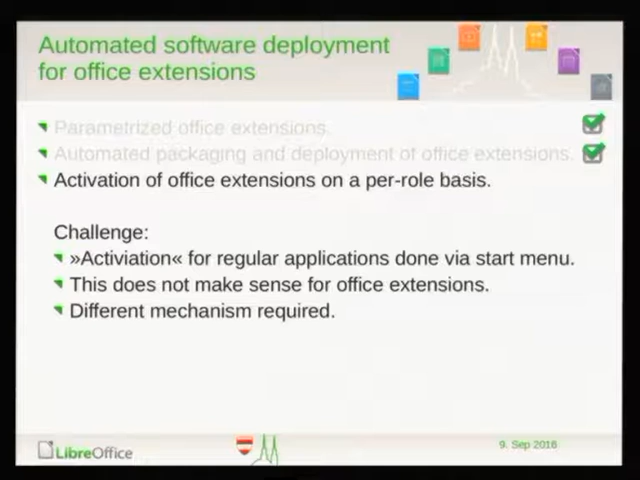 Automated software deployment
for office extensions
Parametrized office extensions.
Automated packaging and deployment of office extensions.
Activation of office extensions on a per-role basis.
Challenge:
»Activiation« for regular applications done via start menu.
This does not make sense for office extensions.
Different mechanism required.
LibreOffice
9. Sep 2016